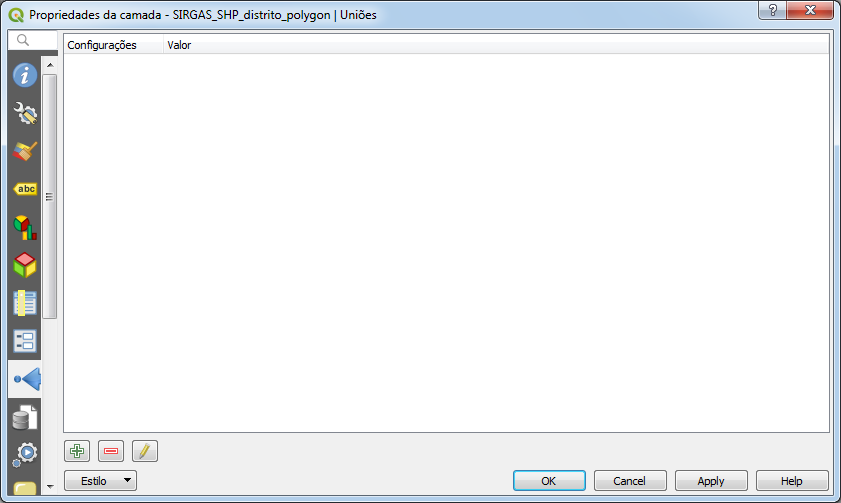 Propriedades da camada - SIRGAS_SHP_distrito_polygon | Uniões
Configurações Valor
abc
Estilo OK Cancel Apply Help